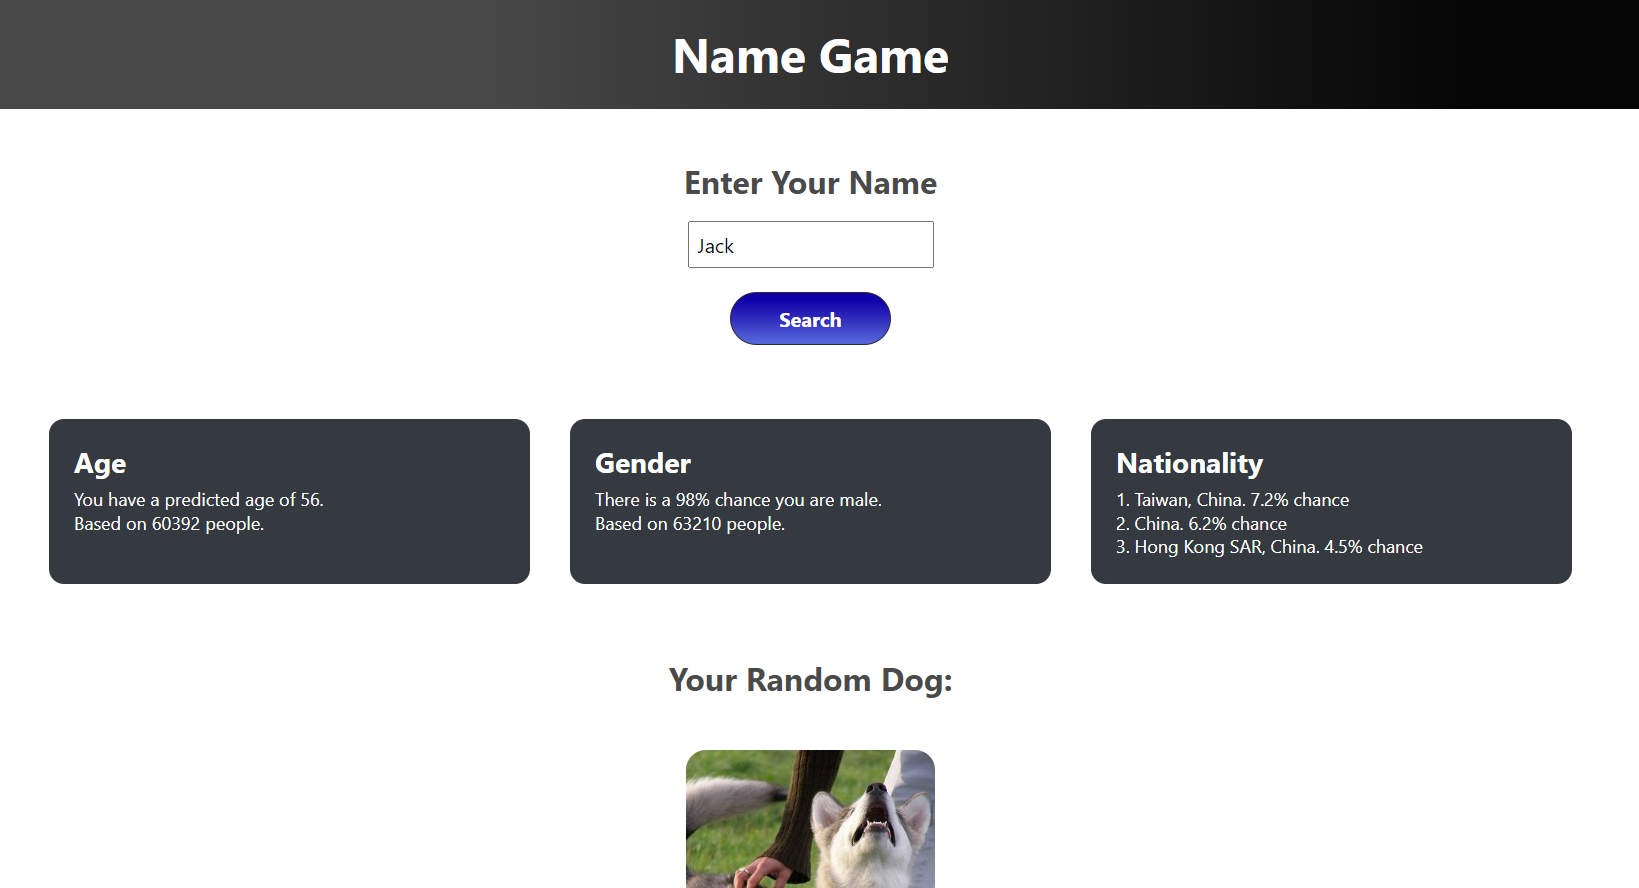 Name Game
Enter Your Name
Jack
Search
Age
You have a predicted age of 56.
Based on 60392 people.
Gender
There is a 98% chance you are male.
Based on 63210 people.
Nationality
1. Taiwan, China. 7.2% chance
2. China. 6.2% chance
3. Hong Kong SAR, China. 4.5% chance
Your Random Dog: